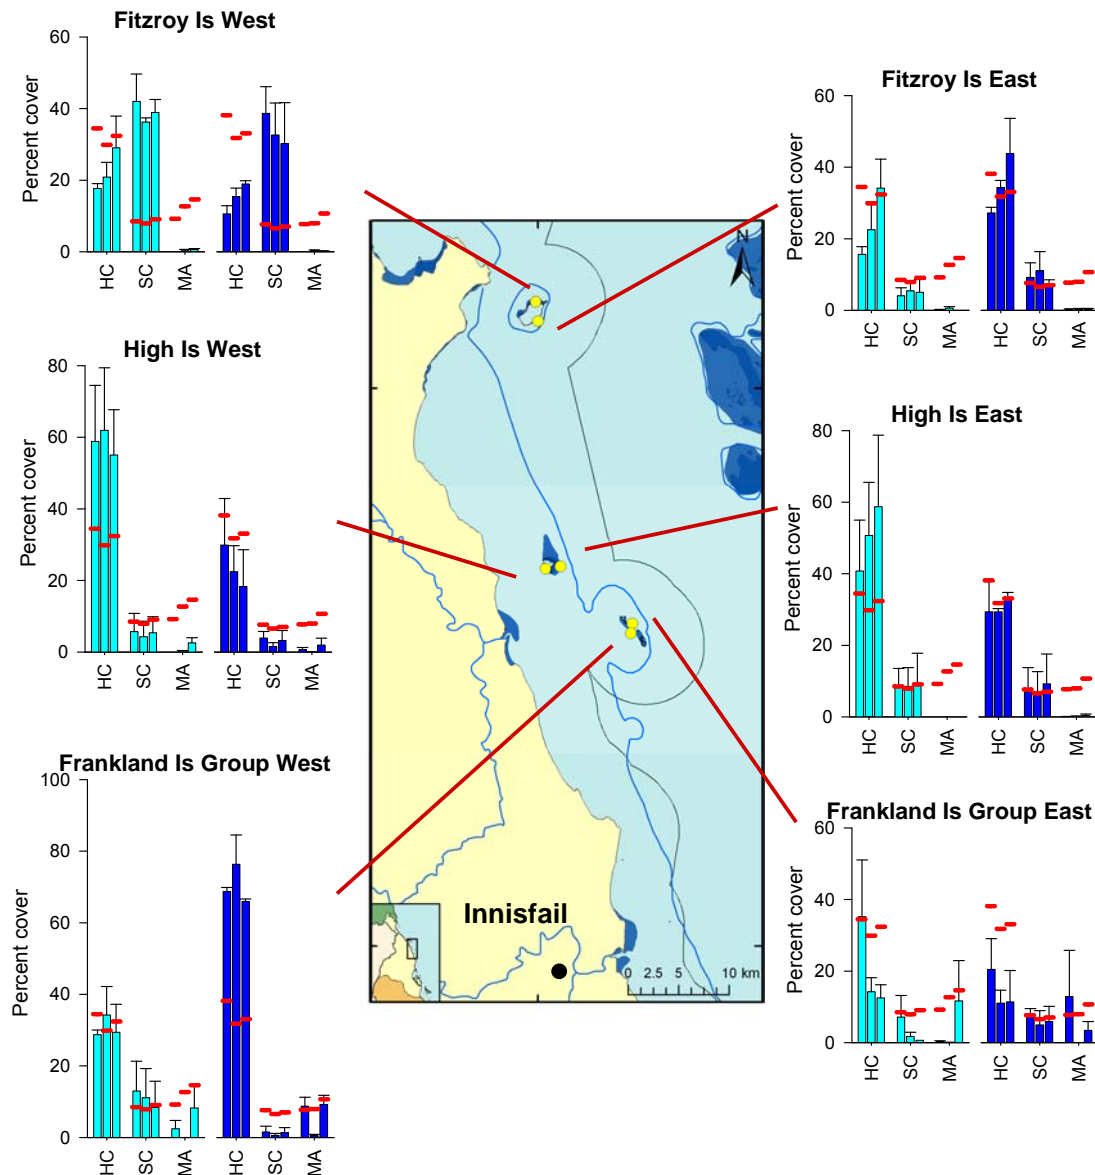 Fitzroy Is West
Percent cover
60
40
20
0
HC
SC
MA
HC
SC
MA
Fitzroy Is East
Percent cover
60
40
20
0
HC
SC
MA
HC
SC
MA
High Is West
Percent cover
80
60
40
20
0
HC
SC
MA
HC
SC
MA
High Is East
Percent cover
80
60
40
20
0
HC
SC
MA
HC
SC
MA
Frankland Is Group West
Percent cover
100
80
60
40
20
0
HC
SC
MA
HC
SC
MA
Frankland Is Group East
Percent cover
60
40
20
0
HC
SC
MA
HC
SC
MA
N
Innisfail
0 2.5 5 10 km